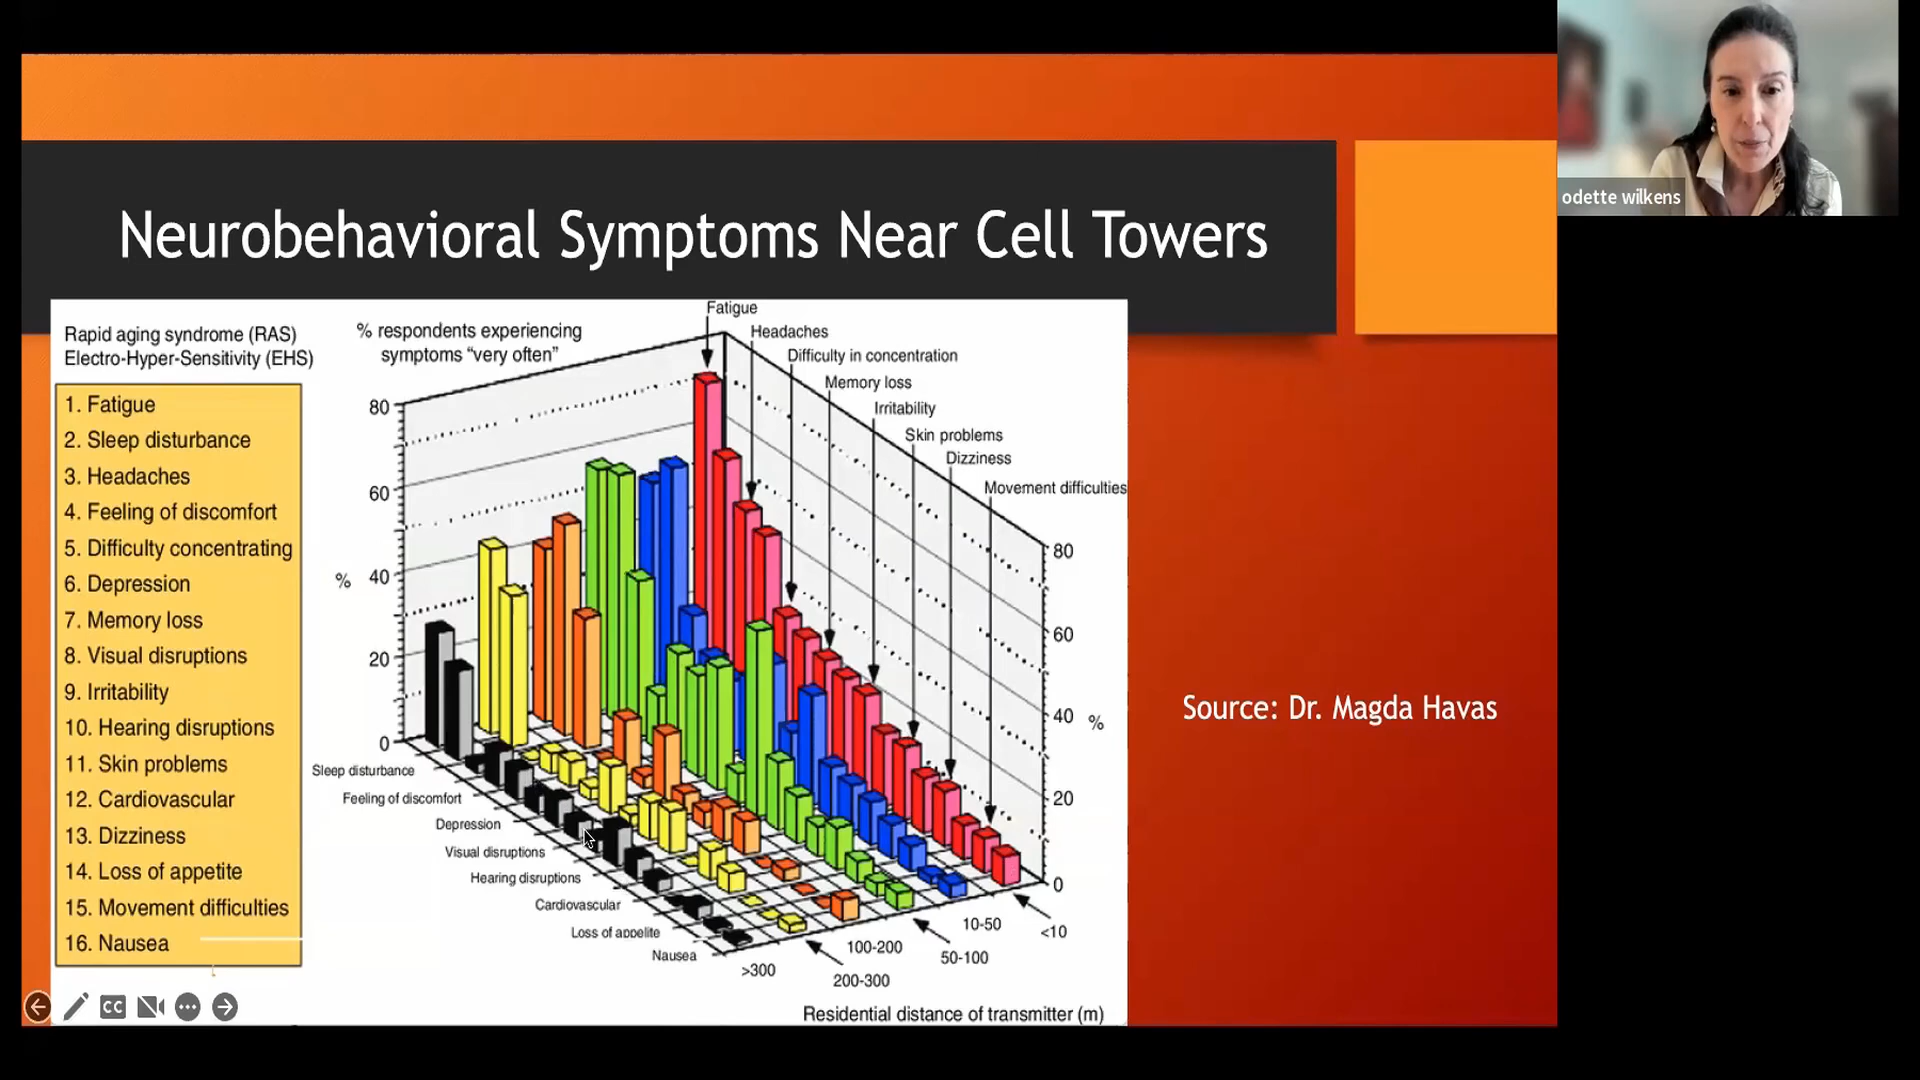 odette wilkens
Neurobehavioral Symptoms Near Cell Towers
Rapid aging syndrome (RAS)
Electro-Hyper-Sensitivity (EHS)
1. Fatigue
2. Sleep disturbance
3. Headaches
4. Feeling of discomfort
5. Difficulty concentrating
6. Depression
7. Memory loss
8. Visual disruptions
9. Irritability
10. Hearing disruptions
11. Skin problems
12. Cardiovascular
13. Dizziness
14. Loss of appetite
15. Movement difficulties
16. Nausea
% respondents experiencing
symptoms “very often”
Fatigue
Headaches
Difficulty in concentration
Memory loss
Irritability
Skin problems
Dizziness
Movement difficulties
80
60
%
40
20
0
80
60
40
%
20
0
Sleep disturbance
Feeling of discomfort
Depression
Visual disruptions
Hearing disruptions
Cardiovascular
Loss of appetite
Nausea
>300
200-300
100-200
50-100
10-50
<10
Residential distance of transmitter (m)
Source: Dr. Magda Havas
CC